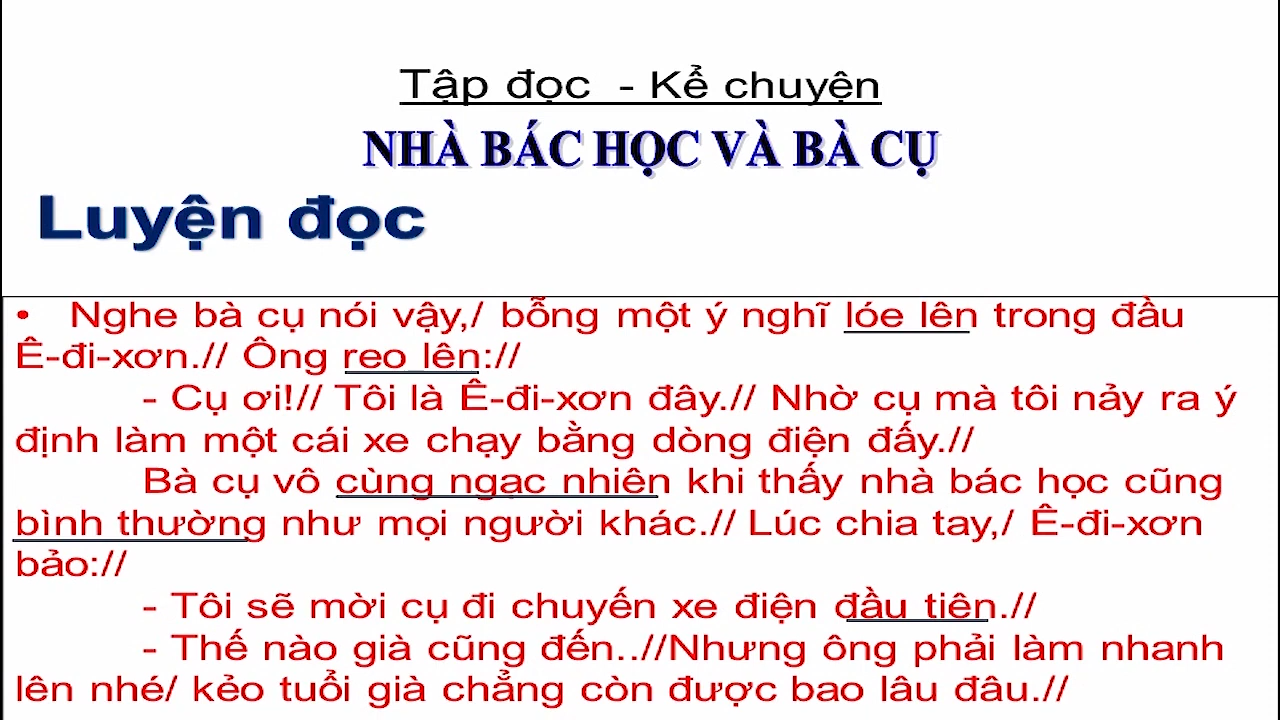 Tập đọc - Kể chuyện
NHÀ BÁC HỌC VÀ BÀ CỤ
Luyện đọc
• Nghe bà cụ nói vậy,/ bỗng một ý nghĩ lóe lên trong đầu
Ê-đi-xơn.// Ông reo lên://
- Cụ ơi!// Tôi là Ê-đi-xơn đây.// Nhờ cụ mà tôi nảy ra ý
định làm một cái xe chạy bằng dòng điện đấy.//
Bà cụ vô cùng ngạc nhiên khi thấy nhà bác học cũng
bình thường như mọi người khác.// Lúc chia tay,/ Ê-đi-xơn
bảo://
- Tôi sẽ mời cụ đi chuyến xe điện đầu tiên.//
- Thế nào già cũng đến..//Nhưng ông phải làm nhanh
lên nhé/ kẻo tuổi già chẳng còn được bao lâu đâu.//